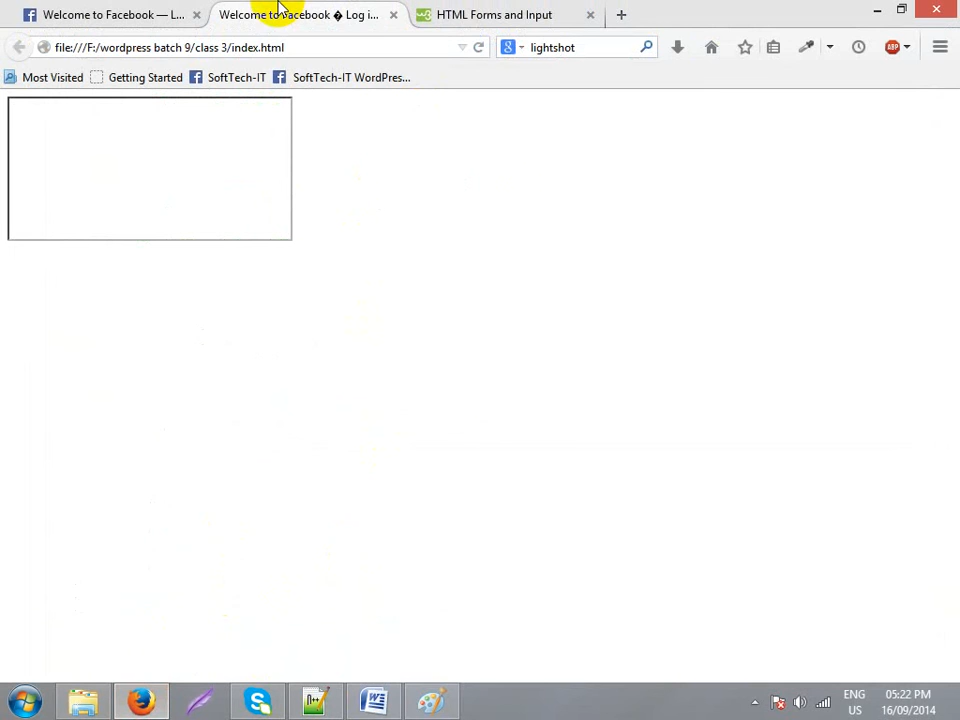 Welcome to Facebook — L...
Welcome to Facebook � Log i...
HTML Forms and Input
file:///F:/wordpress batch 9/class 3/index.html
lightshot
ABP
Most Visited
Getting Started
SoftTech-IT
SoftTech-IT WordPres...
ENG
US
05:22 PM
16/09/2014